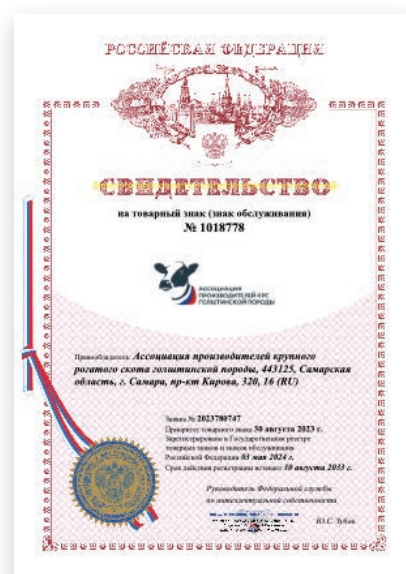 РОССИЙСКАЯ ФЕДЕРАЦИЯ
СВИДЕТЕЛЬСТВО
на товарный знак (знак обслуживания)
№ 1018778
АССОЦИАЦИЯ
ПРОИЗВОДИТЕЛЕЙ КРС
ГОЛШТИНСКОЙ ПОРОДЫ
Правообладатель: Ассоциация производителей крупного
рогатого скота голштинской породы, 443125, Самарская
область, г. Самара, пр-кт Кирова, 320, 16 (RU)
Заявка № 2023780747
Приоритет товарного знака 30 августа 2023 г.
Зарегистрировано в Государственном реестре
товарных знаков и знаков обслуживания
Российской Федерации 03 мая 2024 г.
Срок действия регистрации истекает 30 августа 2033 г.
Руководитель Федеральной службы
по интеллектуальной собственности
Ю.С. Зубов